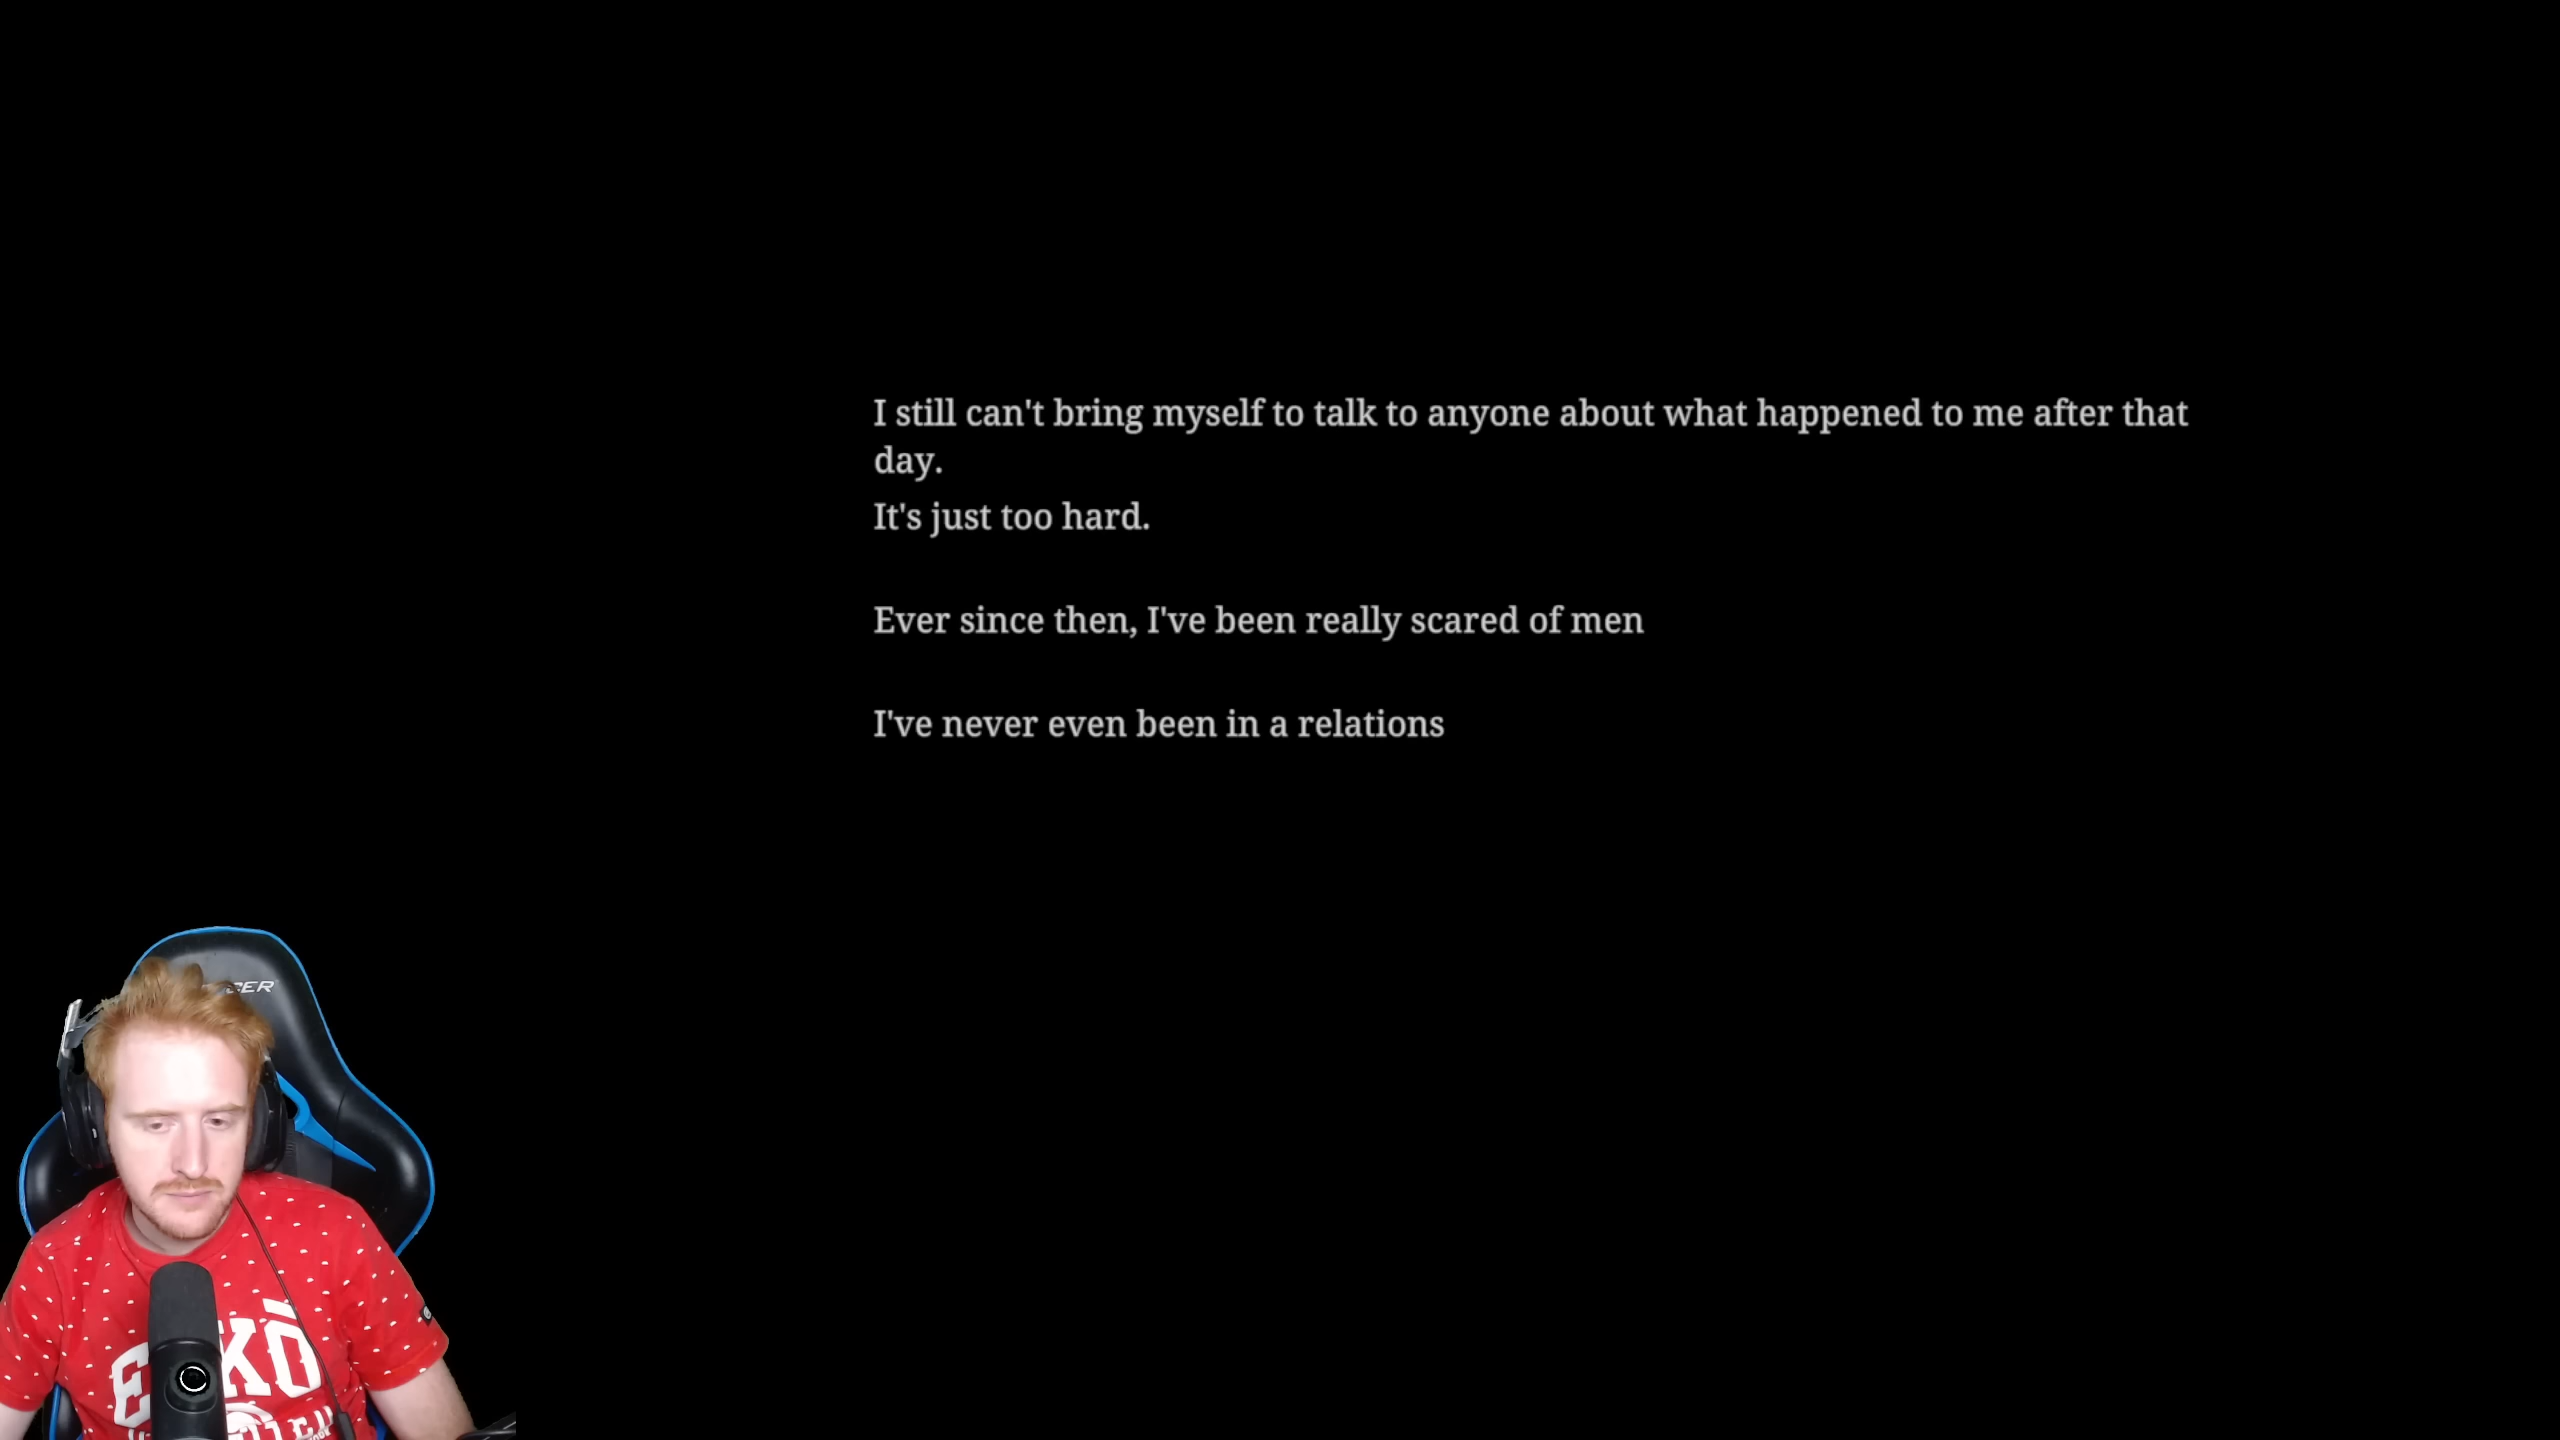 I still can't bring myself to talk to anyone about what happened to me after that
day.
It's just too hard.
Ever since then, I've been really scared of men
I've never even been in a relations